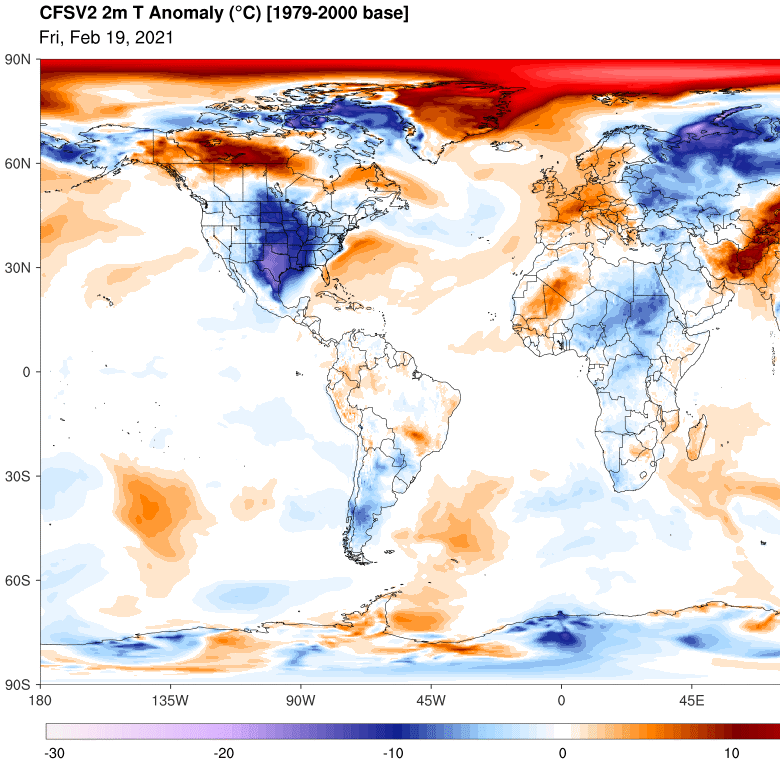 CFSV2 2m T Anomaly (°C) [1979-2000 base]
Fri, Feb 19, 2021
90N
60N
30N
0
30S
60S
90S
180 135W 90W 45W 0 45E
-30 -20 -10 0 10